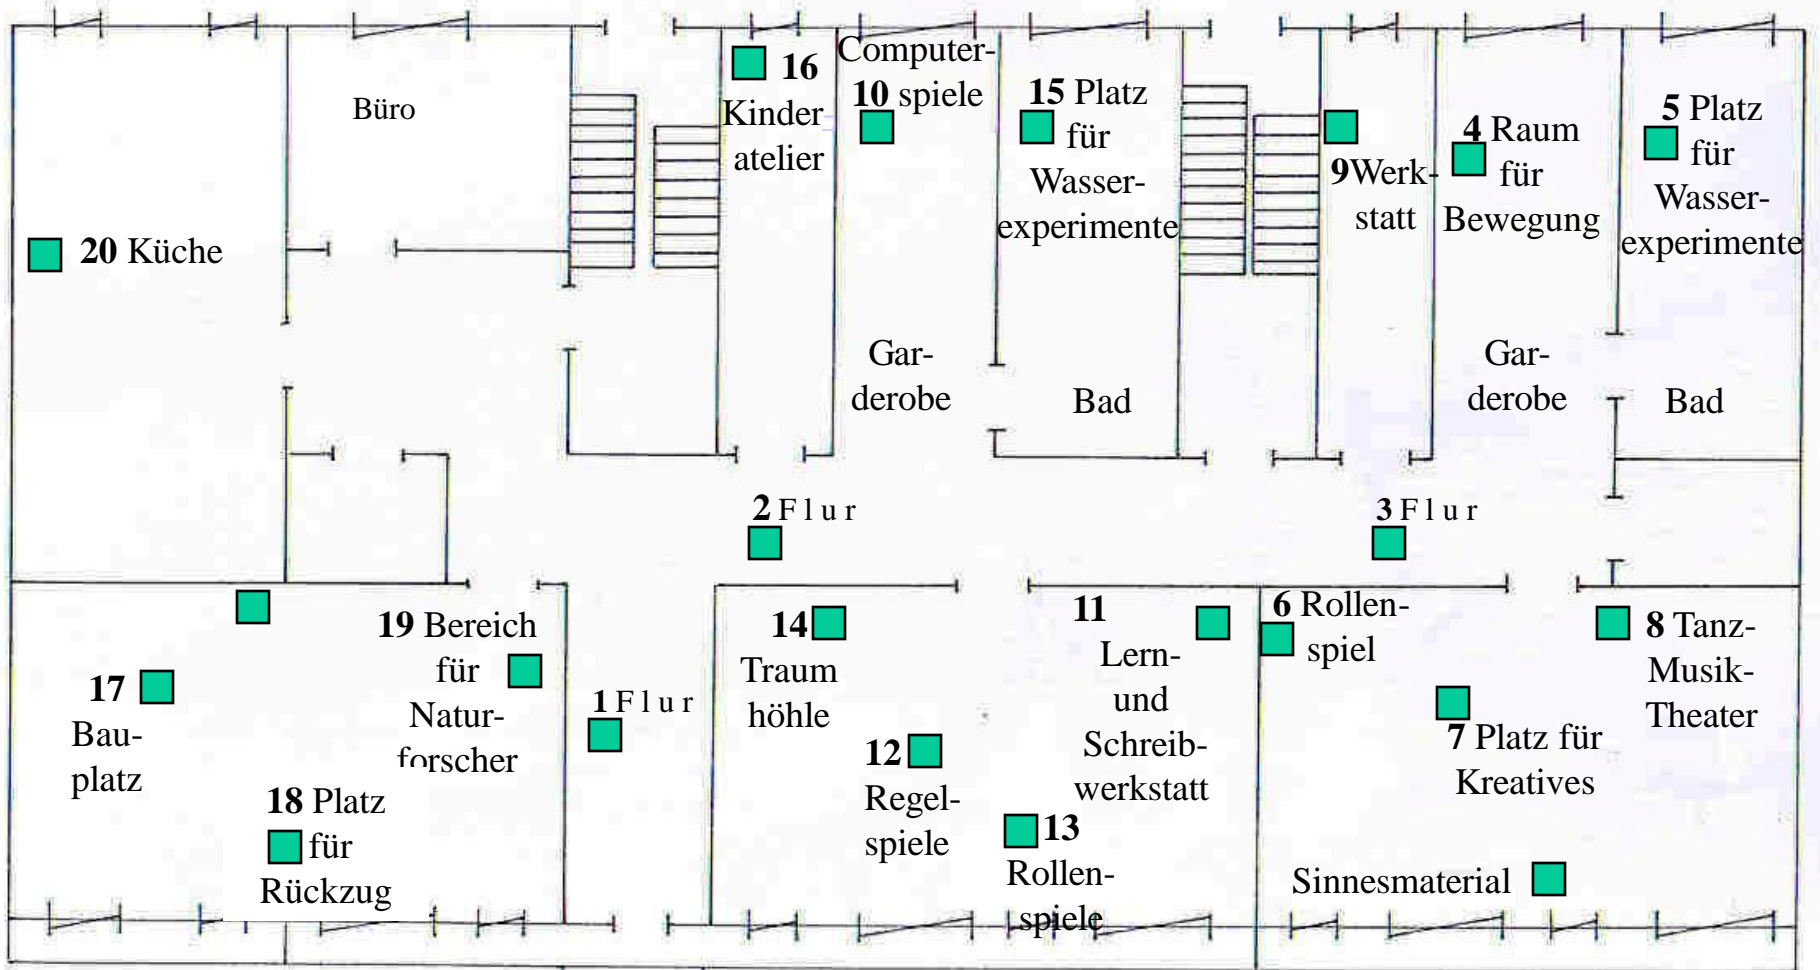 Büro
20 Küche
16
Kinder
atelier
Computer-
10 spiele
15 Platz
für
Wasser-
experimente
9Werk-
statt
4 Raum
für
Bewegung
5 Platz
für
Wasser-
experimente
Gar-
derobe
Bad
Gar-
derobe
Bad
2 F l u r
3 F l u r
17
Bau-
platz
18 Platz
für
Rückzug
19 Bereich
für
Natur-
forscher
1 F l u r
14
Traum
höhle
12
Regel-
spiele
13
Rollen-
spiele
11
Lern-
und
Schreib-
werkstatt
6 Rollen-
spiel
7 Platz für
Kreatives
8 Tanz-
Musik-
Theater
Sinnesmaterial